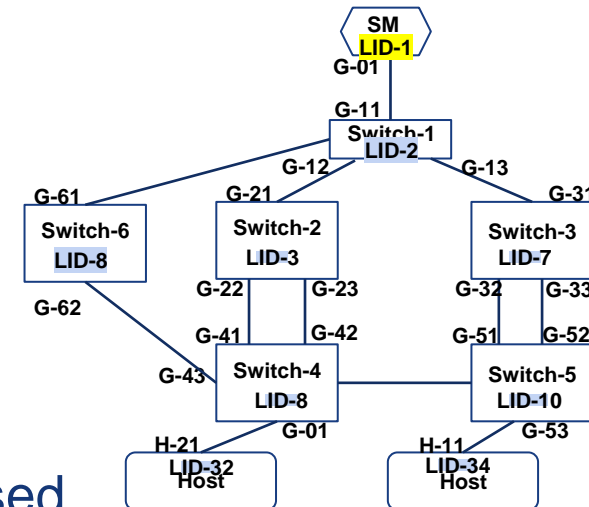 SM
LID-1
G-01
G-11
Switch-1
LID-2
G-12
G-13
G-61
G-21
G-31
Switch-6
LID-8
Switch-2
LID-3
Switch-3
LID-7
G-62
G-22
G-23
G-32
G-33
G-41
G-42
G-51
G-52
G-43
Switch-4
LID-8
Switch-5
LID-10
G-01
G-53
H-21
H-11
LID-32
Host
LID-34
Host
sed